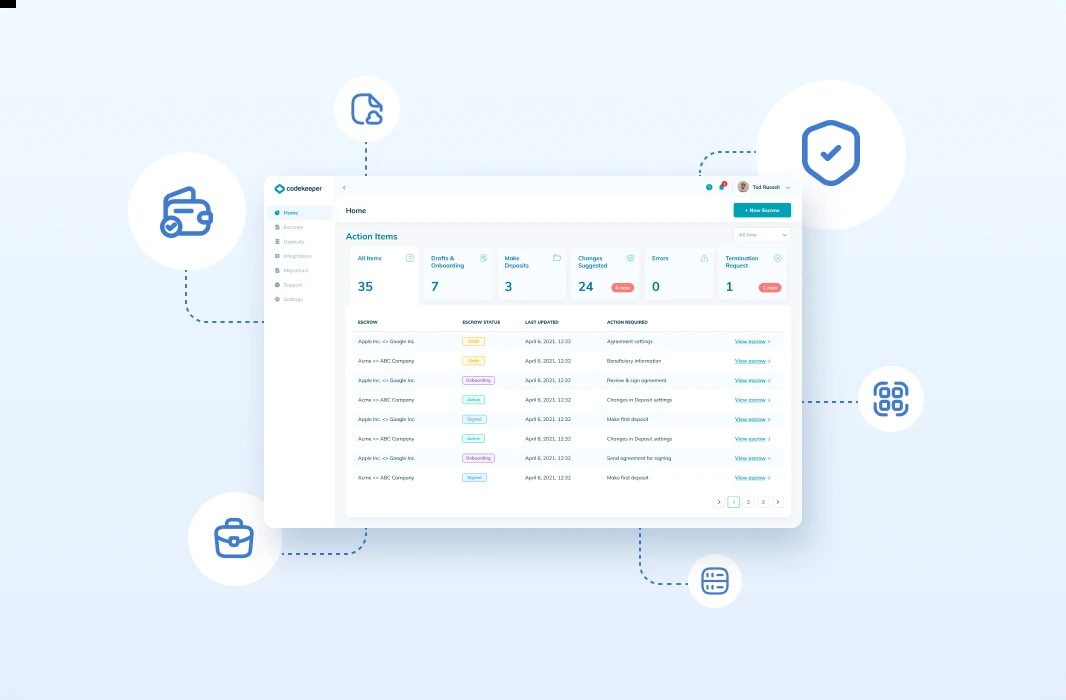 codekeeper
Ted Russell
Home
Escrows
Deposits
Integrations
Migrations
Support
Settings
Home
+ New Escrow
Action Items
All time
All Items
35
Drafts &
Onboarding
7
Make
Deposits
3
Changes
Suggested
24
4 new
Errors
0
Termination
Request
1
1 new
ESCROW ESCROW STATUS LAST UPDATED ACTION REQUIRED
Apple Inc. <> Google Inc. Draft April 6, 2021, 12:32 Agreement settings View escrow >
Acme <> ABC Company Draft April 6, 2021, 12:32 Beneficiary information View escrow >
Apple Inc. <> Google Inc. Onboarding April 6, 2021, 12:32 Review & sign agreement View escrow >
Acme <> ABC Company Active April 6, 2021, 12:32 Changes in Deposit settings View escrow >
Apple Inc. <> Google Inc. Signed April 6, 2021, 12:32 Make first deposit View escrow >
Acme <> ABC Company Active April 6, 2021, 12:32 Changes in Deposit settings View escrow >
Apple Inc. <> Google Inc. Onboarding April 6, 2021, 12:32 Send agreement for signing View escrow >
Acme <> ABC Company Signed April 6, 2021, 12:32 Make first deposit View escrow >
> 1 2 3 >